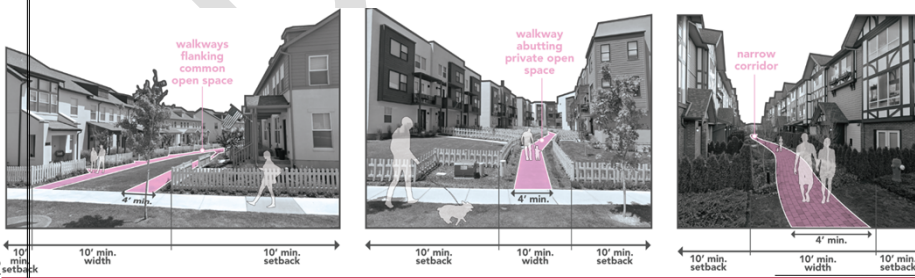 walkways
flanking
common
open space
4' min.
10'
min.
setback
10' min.
width
10' min.
setback
walkway
abutting
private open
space
4' min.
10' min.
setback
10' min.
width
10' min.
setback
narrow
corridor
4' min.
10' min.
setback
10' min.
width
10' min.
setback